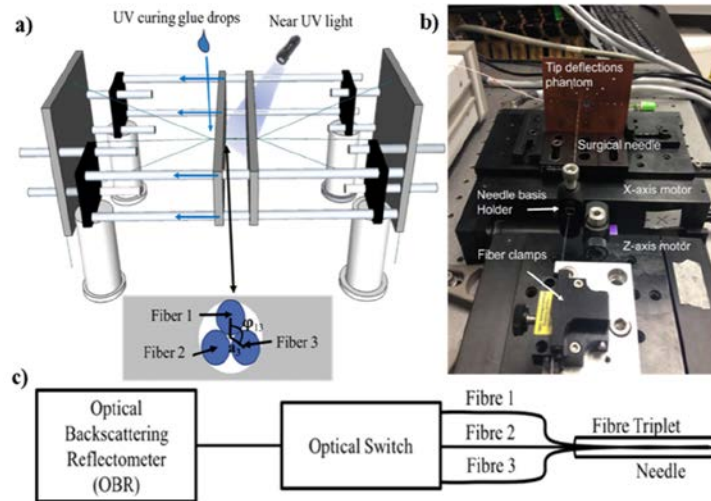 a)
UV curing glue drops
Near UV light
Fiber 1
φ13
Fiber 2
Fiber 3
b)
Tip deflections
phantom
Surgical needle
X-axis motor
Needle basis
Holder
Z-axis motor
Fiber clamps
c)
Optical
Backscattering
Reflectometer
(OBR)
Optical Switch
Fibre 1
Fibre 2
Fibre 3
Fibre Triplet
Needle